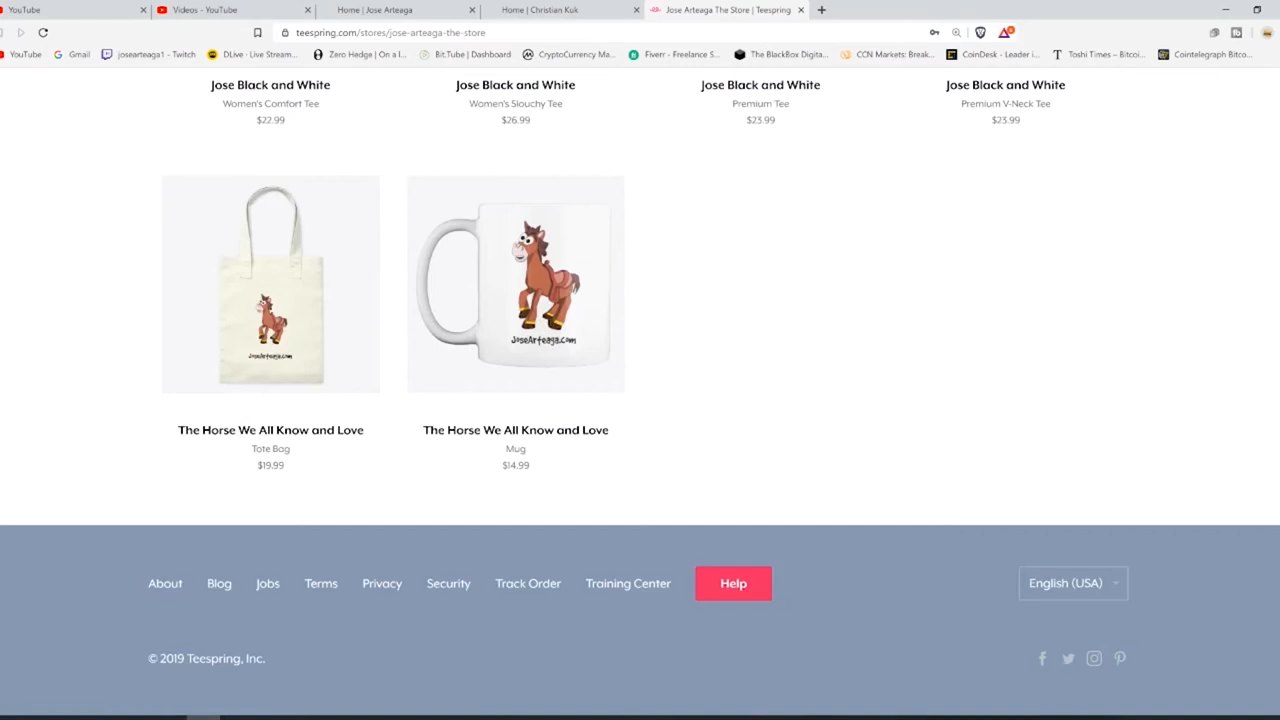 YouTube
Videos - YouTube
Home | Jose Arteaga
Home | Christian Kuk
Jose Arteaga The Store | Teespring
teespring.com/stores/jose-arteaga-the-store
YouTube
Gmail
josearteaga1 - Twitch
DLive · Live Stream...
Zero Hedge | On a l...
Bit.Tube | Dashboard
CryptoCurrency Ma...
Fiverr - Freelance S...
The BlackBox Digita...
CCN Markets: Break...
CoinDesk - Leader i...
Toshi Times – Bitcoi...
Cointelegraph Bitco...
Jose Black and White
Women's Comfort Tee
$22.99
Jose Black and White
Women's Slouchy Tee
$26.99
Jose Black and White
Premium Tee
$23.99
Jose Black and White
Premium V-Neck Tee
$23.99
JoseArteaga.com
JoseArteaga.com
The Horse We All Know and Love
Tote Bag
$19.99
The Horse We All Know and Love
Mug
$14.99
About
Blog
Jobs
Terms
Privacy
Security
Track Order
Training Center
Help
English (USA)
© 2019 Teespring, Inc.